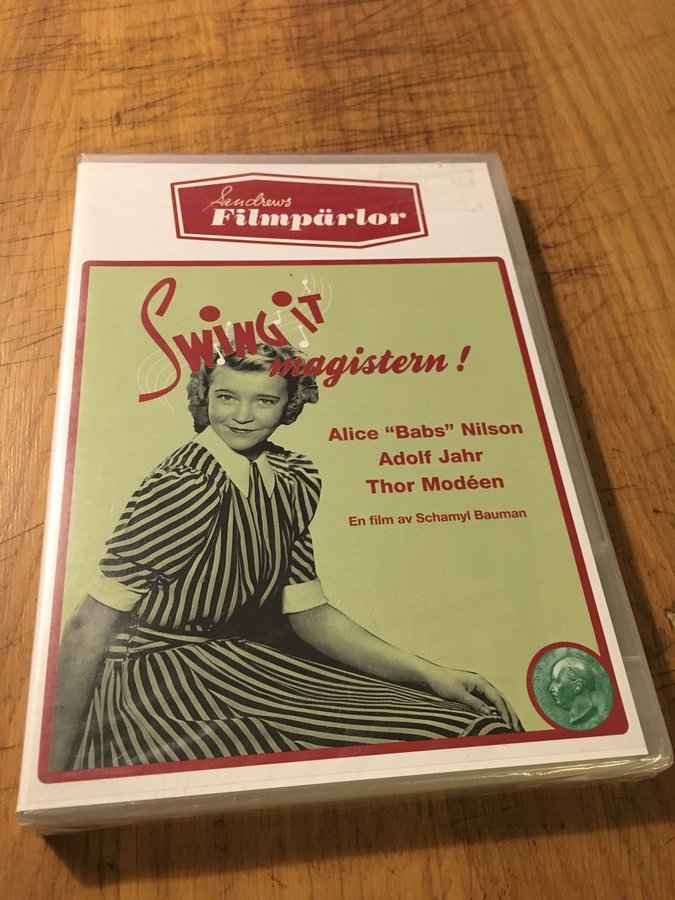 Sandrews
Filmpärlor
Swing it
magistern!
Alice “Babs” Nilson
Adolf Jahr
Thor Modéen
En film av Schamyl Bauman